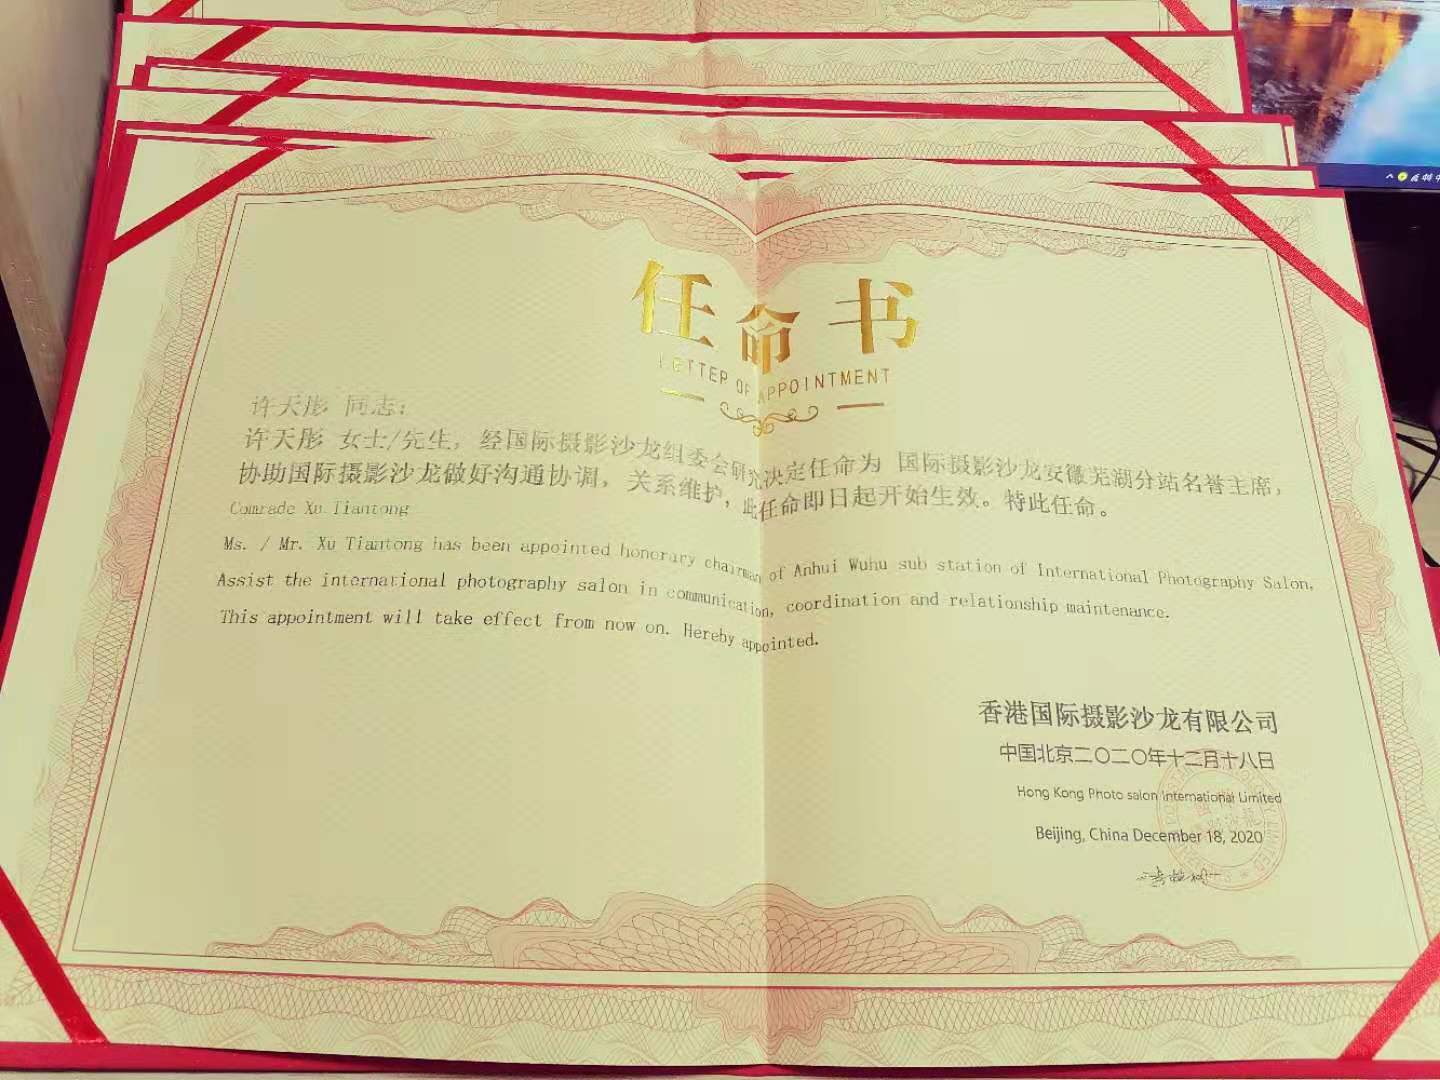 任命书
LETTER OF APPOINTMENT
许天彤 同志：
许天彤 女士/先生，经国际摄影沙龙组委会研究决定任命为 国际摄影沙龙安徽芜湖分站名誉主席，
协助国际摄影沙龙做好沟通协调，关系维护，此任命即日起开始生效。特此任命。
Comrade Xu Tiantong
Ms. / Mr. Xu Tiantong has been appointed honorary chairman of Anhui Wuhu sub station of International Photography Salon,
Assist the international photography salon in communication, coordination and relationship maintenance.
This appointment will take effect from now on. Hereby appointed.
香港国际摄影沙龙有限公司
中国北京二〇二〇年十二月十八日
Hong Kong Photo salon International Limited
Beijing, China December 18, 2020